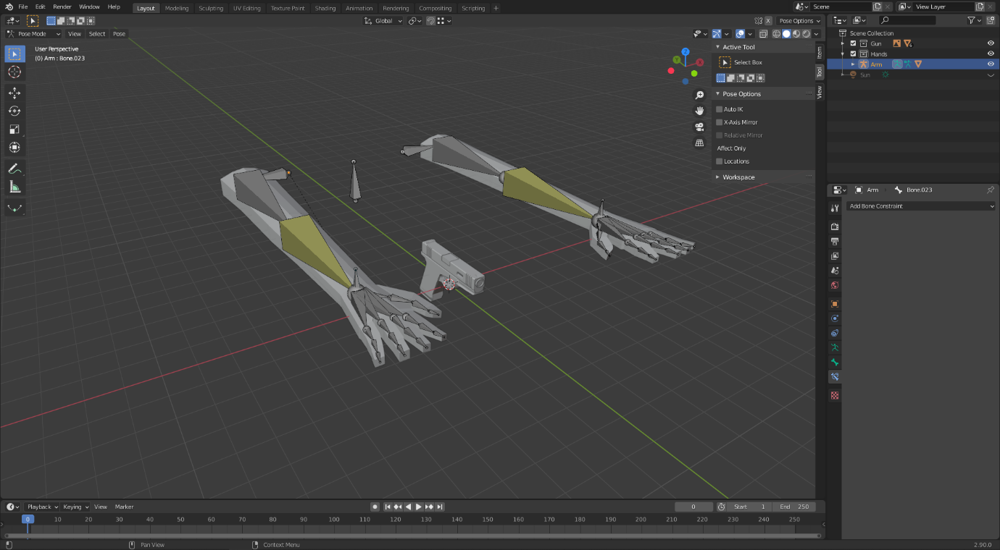 File Edit Render Window Help Layout Modeling Sculpting UV Editing Texture Paint Shading Animation Rendering Compositing Scripting + Scene View Layer
Global Pose Options
Pose Mode View Select Pose
User Perspective
(0) Arm : Bone.023
Z
Y
X
Active Tool
Select Box
Pose Options
Auto IK
X-Axis Mirror
Relative Mirror
Affect Only
Locations
Workspace
Item
Tool
View
Scene Collection
Gun
Hands
Arm
Sun
Arm Bone.023
Add Bone Constraint
Playback Keying View Marker 0 Start 1 End 250
0 10 20 30 40 50 60 70 80 90 100 110 120 130 140 150 160 170 180 190 200 210 220 230 240 250
Pan View Context Menu 2.90.0